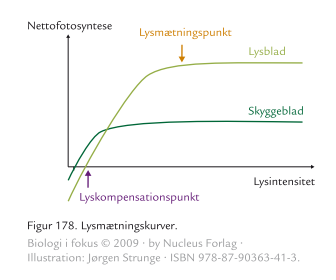 Nettofotosyntese
Lysmætningspunkt
Lysblad
Skyggeblad
Lysintensitet
Lyskompensationspunkt
Figur 178. Lysmætningskurver.
Biologi i fokus © 2009 · by Nucleus Forlag ·
Illustration: Jørgen Strunge · ISBN 978-87-90363-41-3.